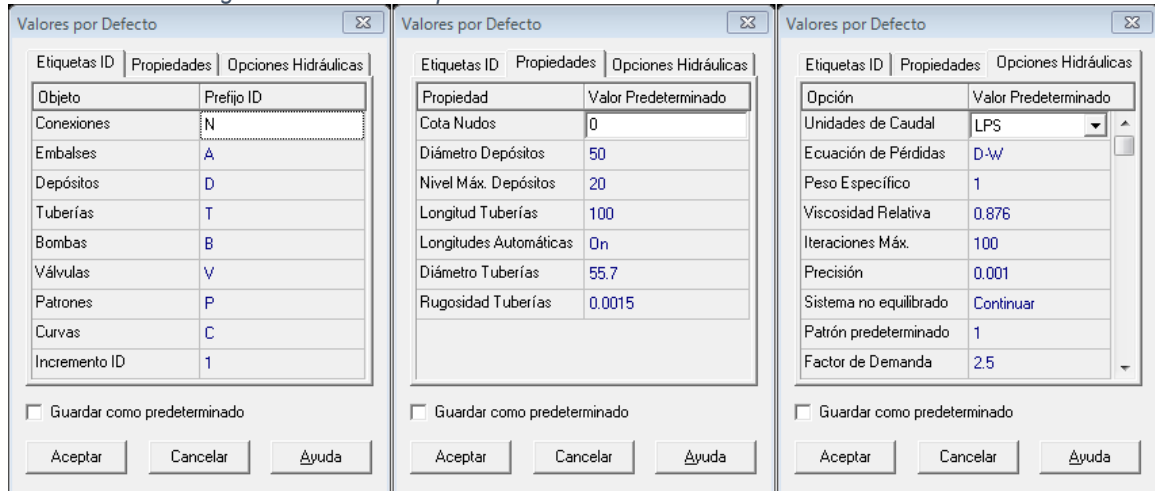 Valores por Defecto
Etiquetas ID Propiedades Opciones Hidráulicas
Objeto Prefijo ID
Conexiones N
Embalses A
Depósitos D
Tuberías T
Bombas B
Válvulas V
Patrones P
Curvas C
Incremento ID 1
Guardar como predeterminado
Aceptar Cancelar Ayuda
Valores por Defecto
Etiquetas ID Propiedades Opciones Hidráulicas
Propiedad Valor Predeterminado
Cota Nudos 0
Diámetro Depósitos 50
Nivel Máx. Depósitos 20
Longitud Tuberías 100
Longitudes Automáticas On
Diámetro Tuberías 55.7
Rugosidad Tuberías 0.0015
Guardar como predeterminado
Aceptar Cancelar Ayuda
Valores por Defecto
Etiquetas ID Propiedades Opciones Hidráulicas
Opción Valor Predeterminado
Unidades de Caudal LPS
Ecuación de Pérdidas D-W
Peso Específico 1
Viscosidad Relativa 0.876
Iteraciones Máx. 100
Precisión 0.001
Sistema no equilibrado Continuar
Patrón predeterminado 1
Factor de Demanda 2.5
Guardar como predeterminado
Aceptar Cancelar Ayuda